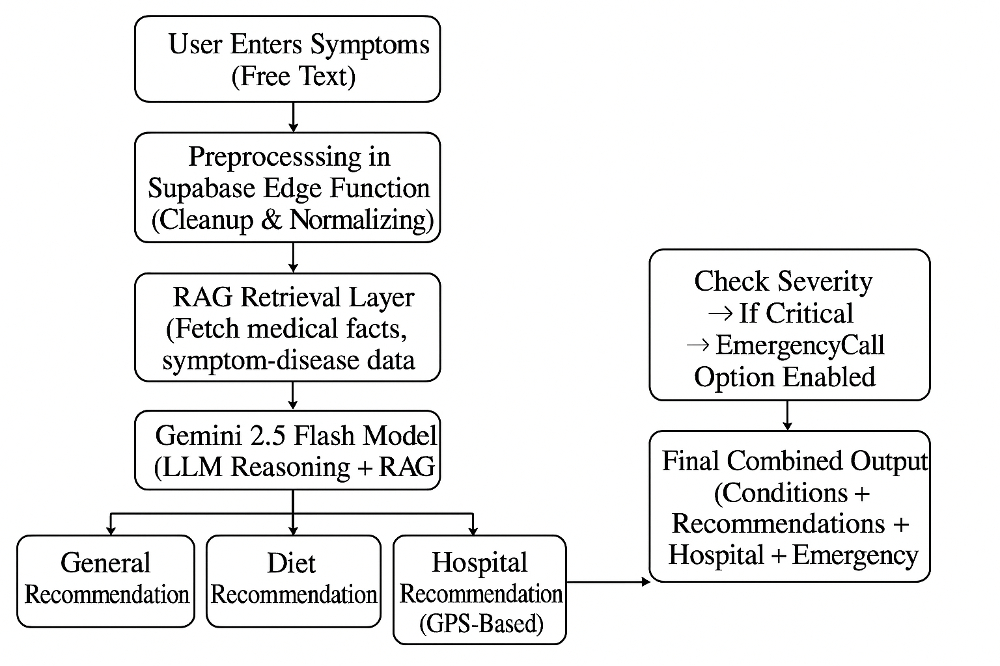 User Enters Symptoms
(Free Text)
Preprocesssing in
Supabase Edge Function
(Cleanup & Normalizing)
RAG Retrieval Layer
(Fetch medical facts,
symptom-disease data
Gemini 2.5 Flash Model
(LLM Reasoning + RAG
General
Recommendation
Diet
Recommendation
Hospital
Recommendation
(GPS-Based)
Check Severity
→ If Critical
→ EmergencyCall
Option Enabled
Final Combined Output
(Conditions +
Recommendations +
Hospital + Emergency